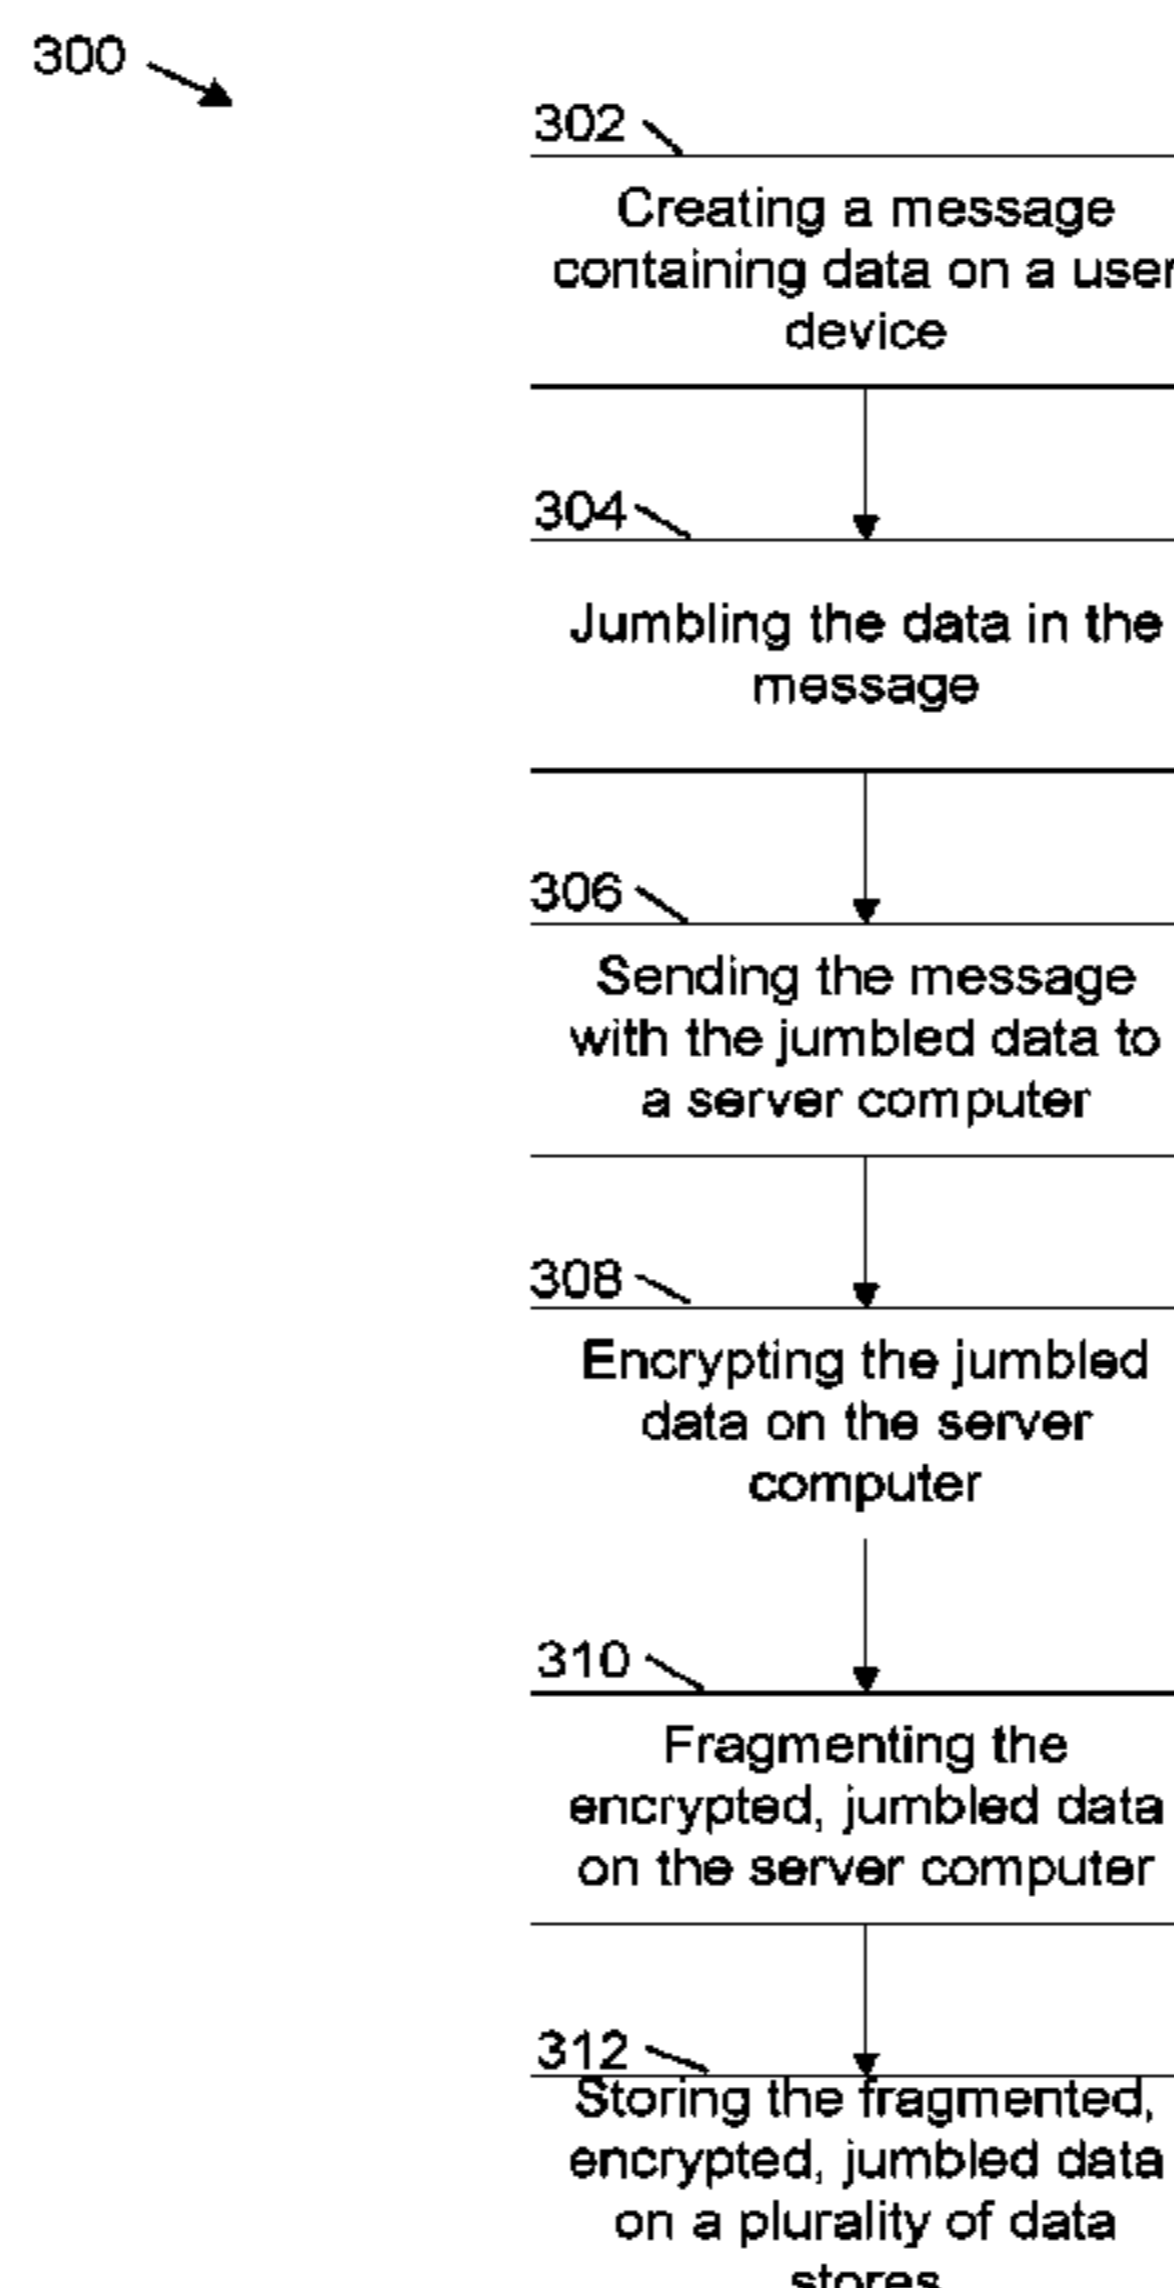 300
302
Creating a message
containing data on a user
device
304
Jumbling the data in the
message
306
Sending the message
with the jumbled data to
a server computer
308
Encrypting the jumbled
data on the server
computer
310
Fragmenting the
encrypted, jumbled data
on the server computer
312
Storing the fragmented,
encrypted, jumbled data
on a plurality of data
stores